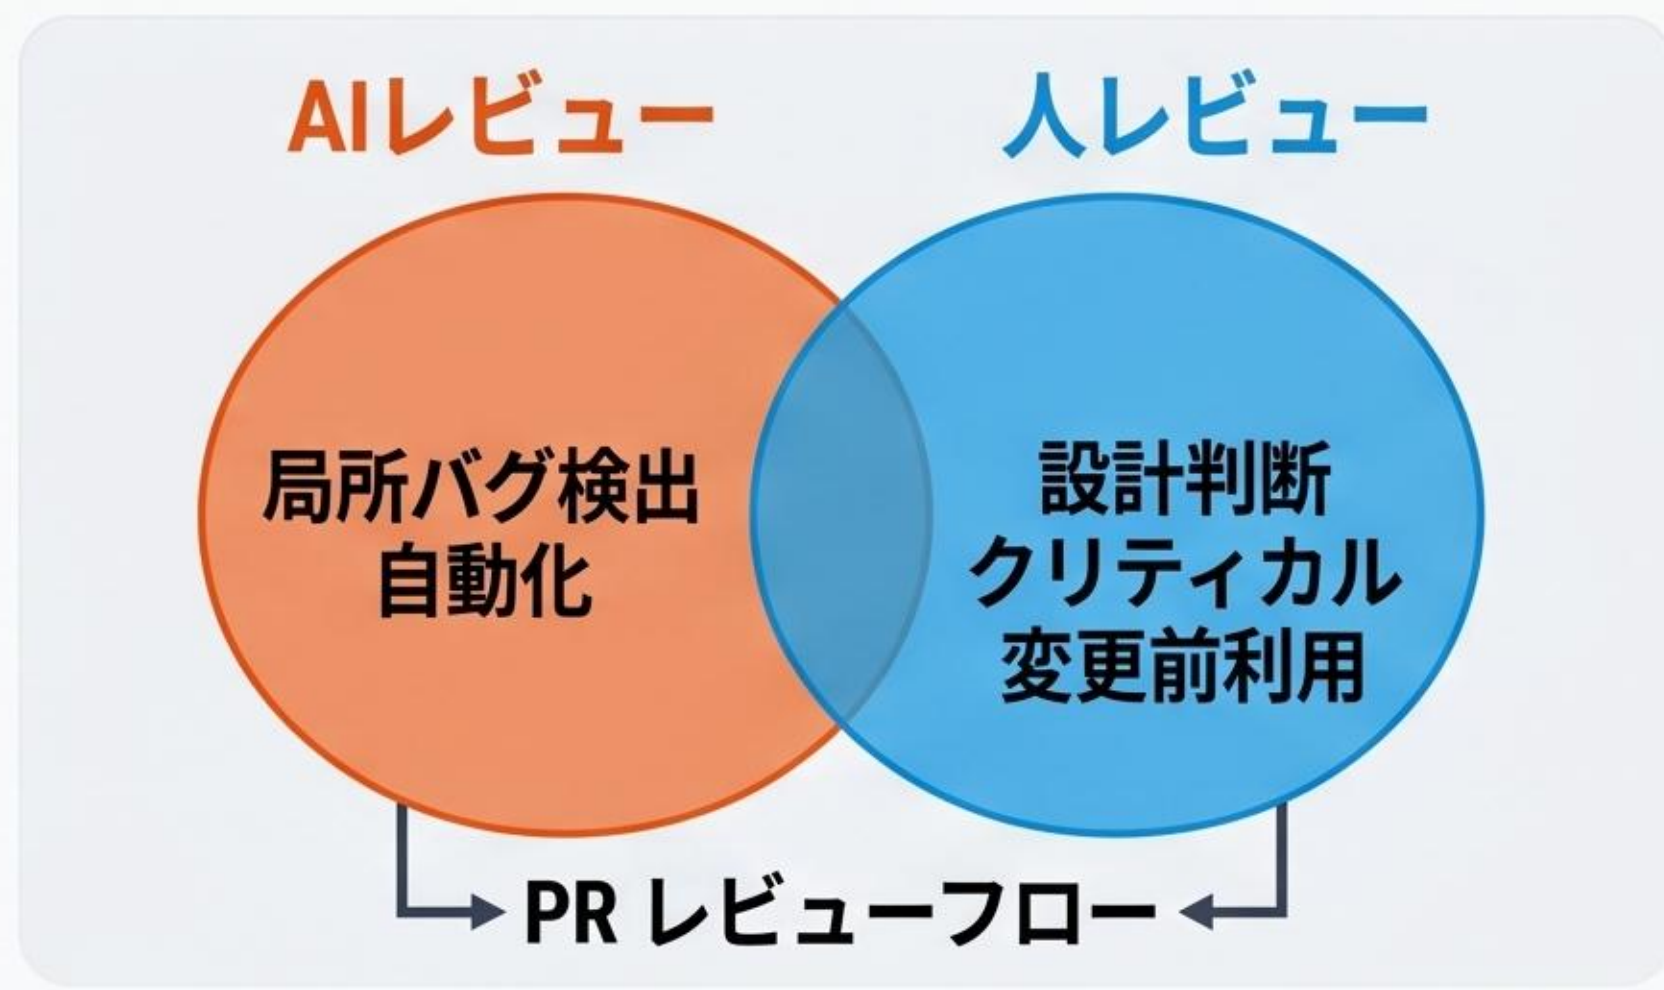 AIレビュー
人レビュー
局所バグ検出
自動化
設計判断
クリティカル
変更前利用
PR レビューフロー